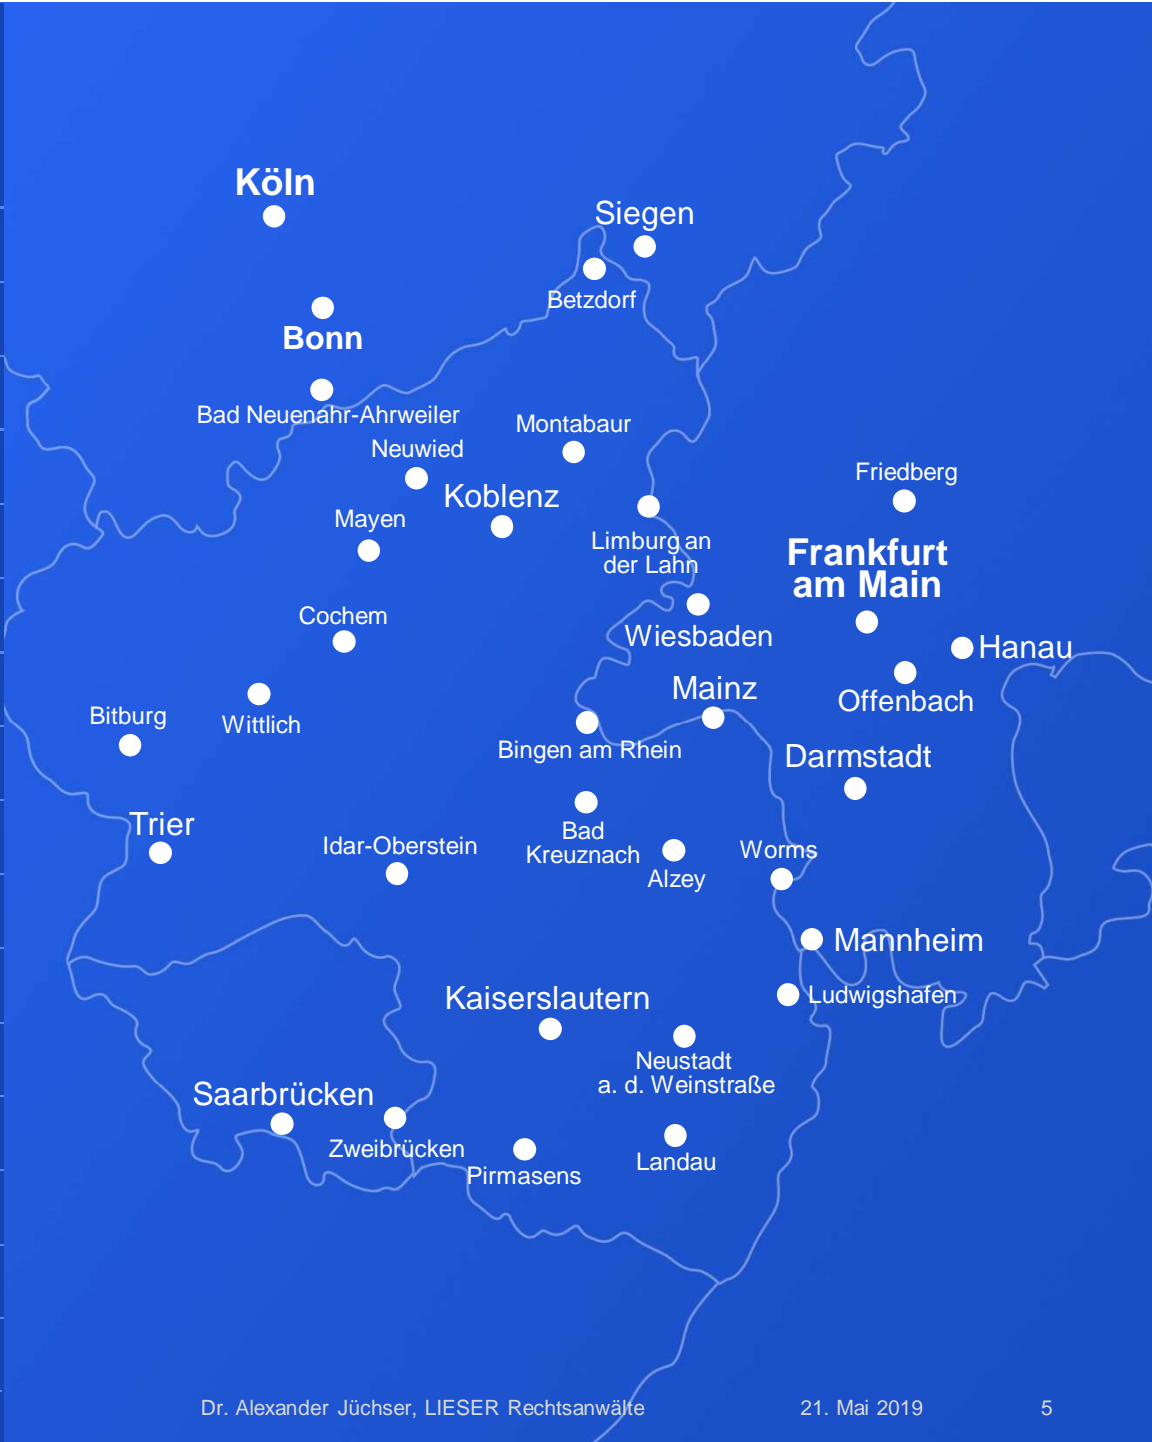 Köln
Siegen
Betzdorf
Bonn
Bad Neuenahr-Ahrweiler
Montabaur
Neuwied
Friedberg
Koblenz
Mayen
Limburg an
der Lahn
Frankfurt
am Main
Cochem
Wiesbaden
Hanau
Mainz
Offenbach
Bitburg
Wittlich
Bingen am Rhein
Darmstadt
Trier
Idar-Oberstein
Bad
Kreuznach
Worms
Alzey
Mannheim
Ludwigshafen
Kaiserslautern
Neustadt
a. d. Weinstraße
Saarbrücken
Zweibrücken
Landau
Pirmasens
Dr. Alexander Jüchser, LIESER Rechtsanwälte 21. Mai 2019 5